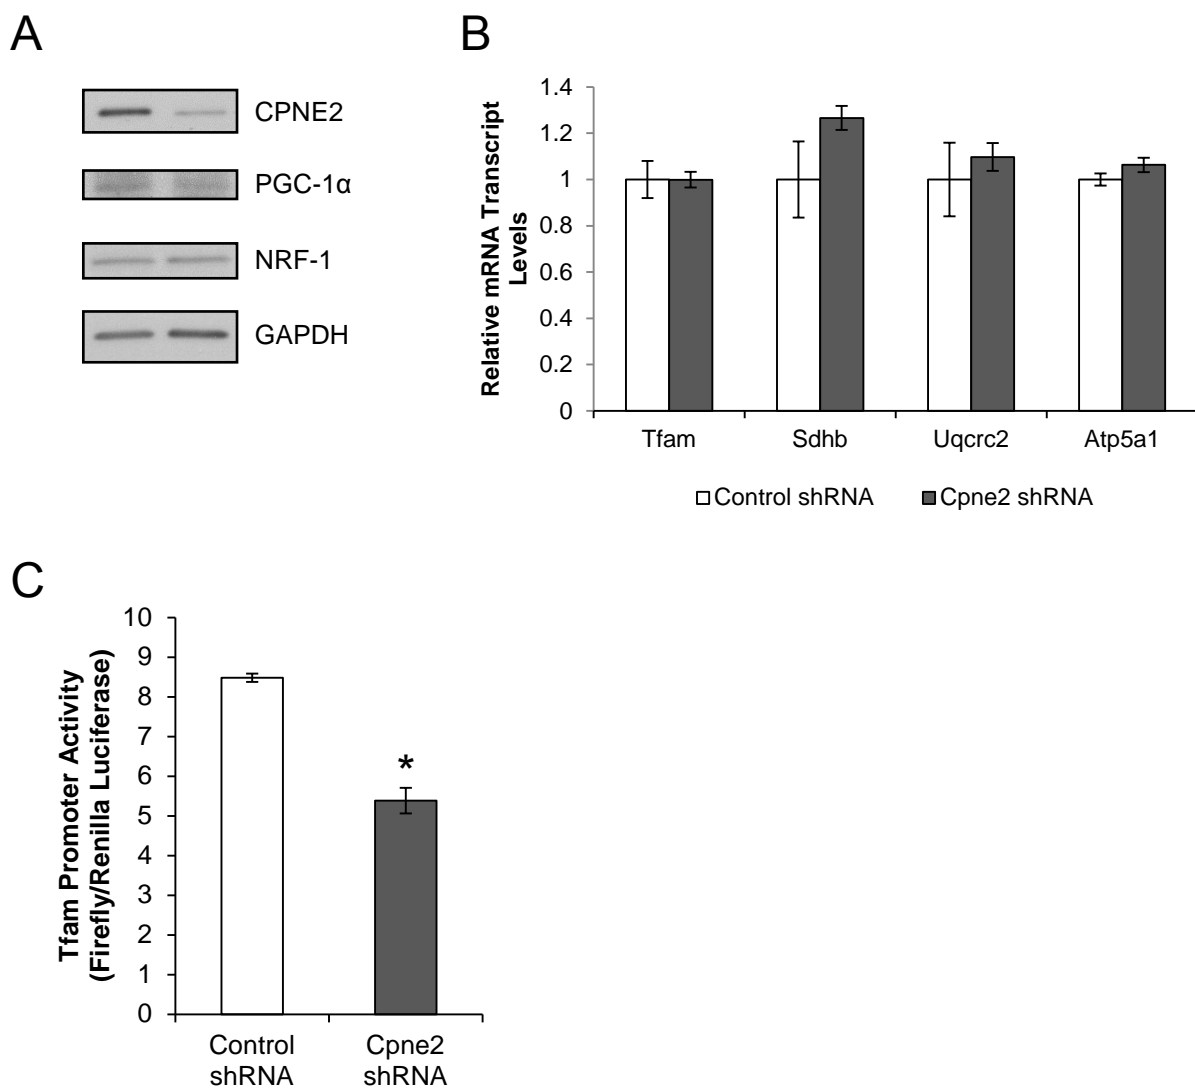 A
CPNE2
PGC-1α
NRF-1
GAPDH
B
Relative mRNA Transcript
Levels
1.4
1.2
1
0.8
0.6
0.4
0.2
0
Tfam Sdhb Uqcrc2 Atp5a1
Control shRNA Cpne2 shRNA
C
Tfam Promoter Activity
(Firefly/Renilla Luciferase)
10
9
8
7
6
5
4
3
2
1
0
*
Control
shRNA
Cpne2
shRNA